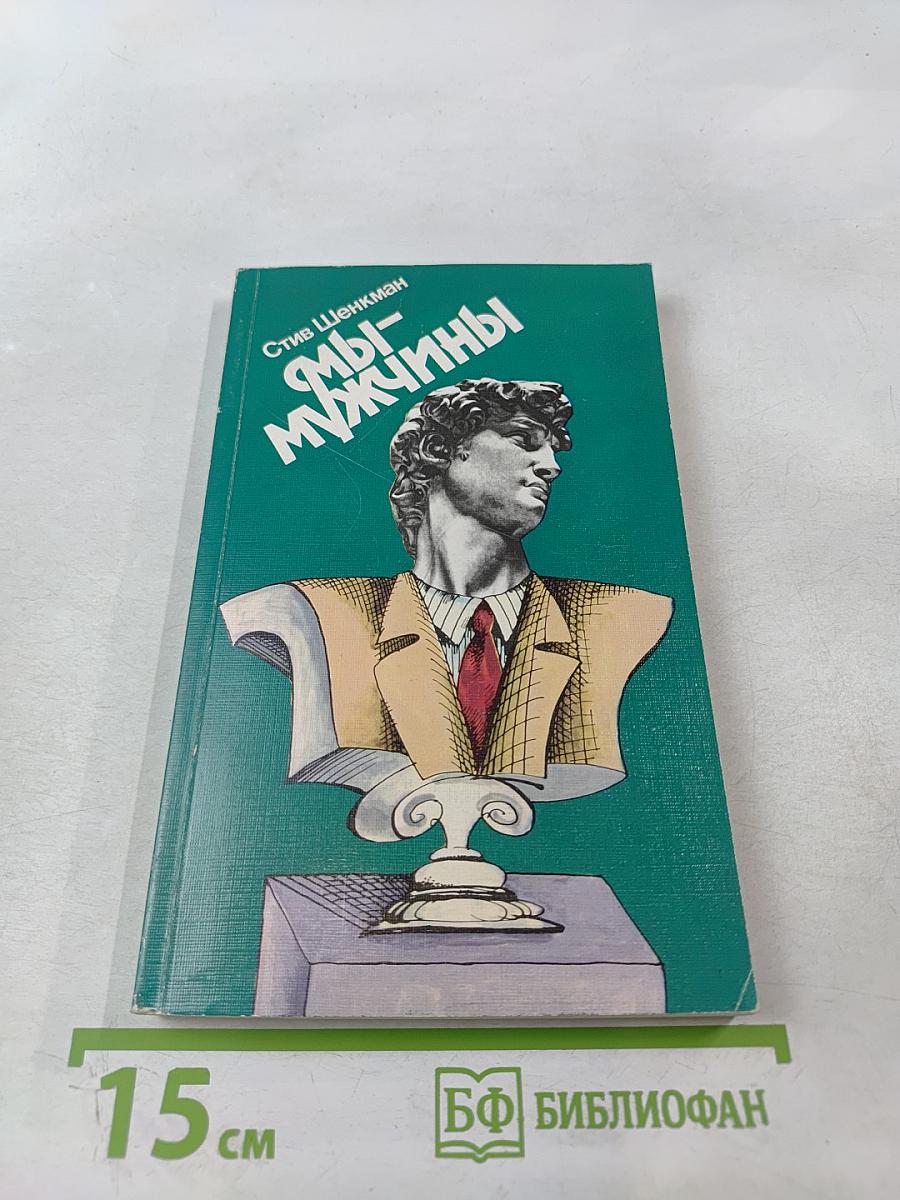 Стив Шенкман
МЫ-
МУЖЧИНЫ
15 см
БФ БИБЛИОФАН